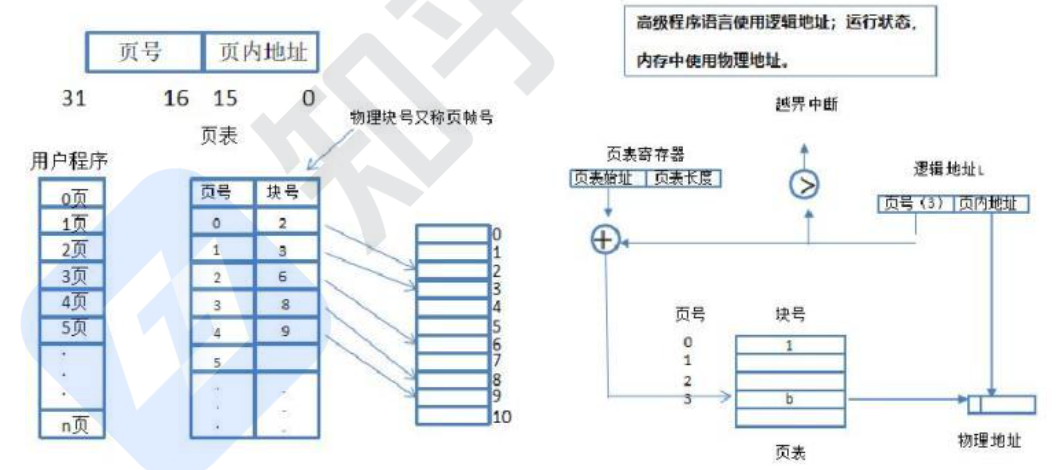 页号 页内地址
31 16 15 0
页表
物理块号又称页帧号
用户程序
0页
1页
2页
3页
4页
5页
n页
页号 块号
0 2
1 3
2 6
3 8
4 9
5
0
1
2
3
4
5
6
7
8
9
10
高级程序语言使用逻辑地址；运行状态，
内存中使用物理地址。
越界中断
页表寄存器
页表始址 页表长度
>
逻辑地址L
页号（3） 页内地址
+
页号 块号
0 1
1
2
3 b
页表
物理地址
知乎